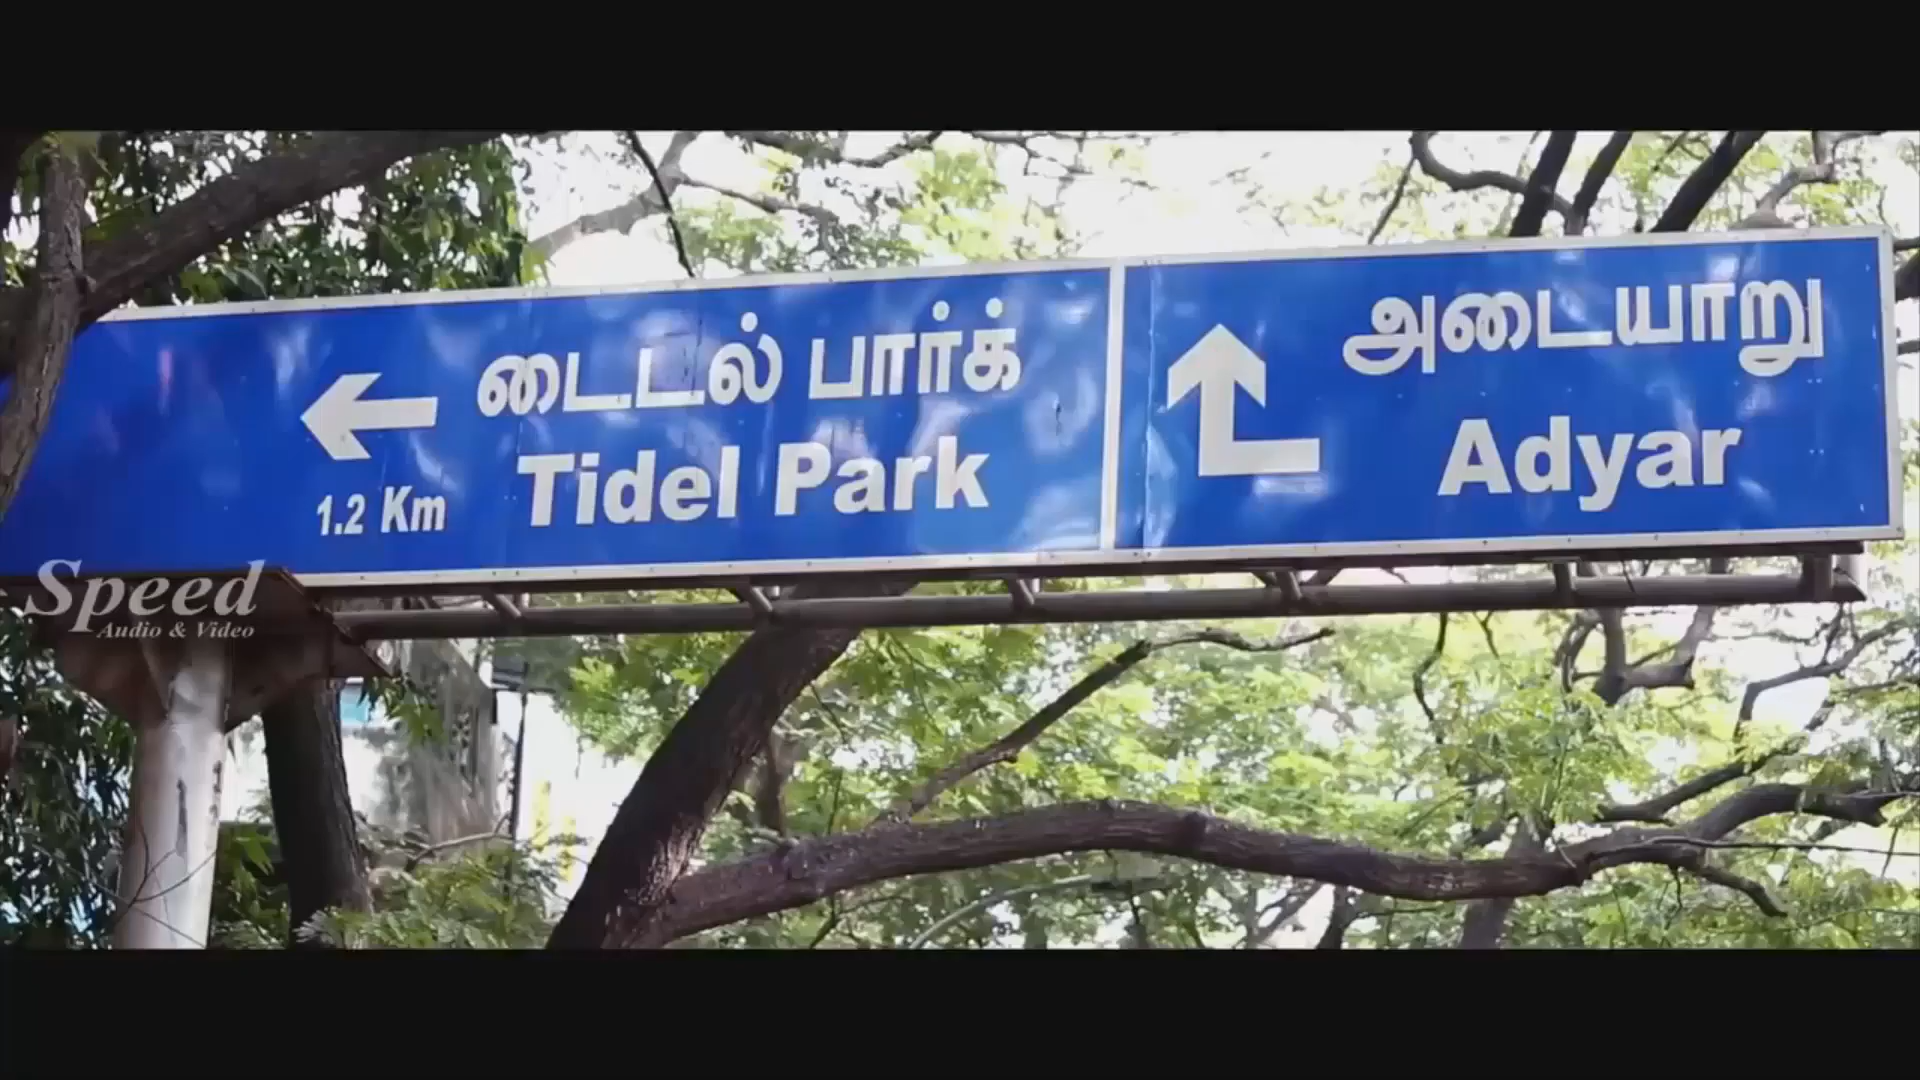 டைடல் பார்க்
Tidel Park
1.2 Km
அடையாறு
Adyar
Speed
Audio & Video